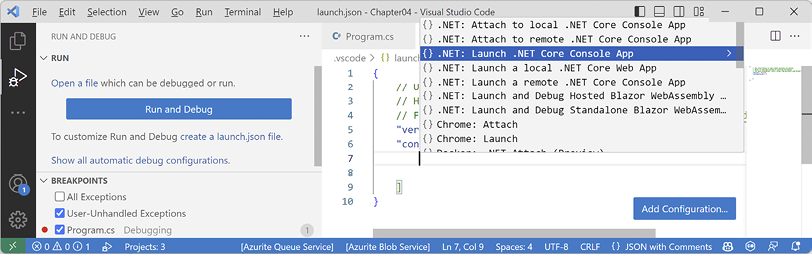 File Edit Selection View Go Run Terminal Help launch.json - Chapter04 - Visual Studio Code
RUN AND DEBUG ...
RUN
Open a file which can be debugged or run.
Run and Debug
To customize Run and Debug create a launch.json file.
Show all automatic debug configurations.
BREAKPOINTS
All Exceptions
User-Unhandled Exceptions
Program.cs Debugging 1
Program.cs
.vscode > {} launc
1 {
2 // U
3 // H
4 // F
5 "ver
6 "con
7
8
9 ]
10 }
{} .NET: Attach to local .NET Core Console App
{} .NET: Attach to remote .NET Core Console App
{} .NET: Launch .NET Core Console App
{} .NET: Launch a local .NET Core Web App
{} .NET: Launch a remote .NET Core Console App
{} .NET: Launch and Debug Hosted Blazor WebAssembly …
{} .NET: Launch and Debug Standalone Blazor WebAssem…
{} Chrome: Attach
{} Chrome: Launch
Add Configuration...
1
0 0 1 Projects: 3 [Azurite Queue Service] [Azurite Blob Service] Ln 7, Col 9 Spaces: 4 UTF-8 CRLF {} JSON with Comments